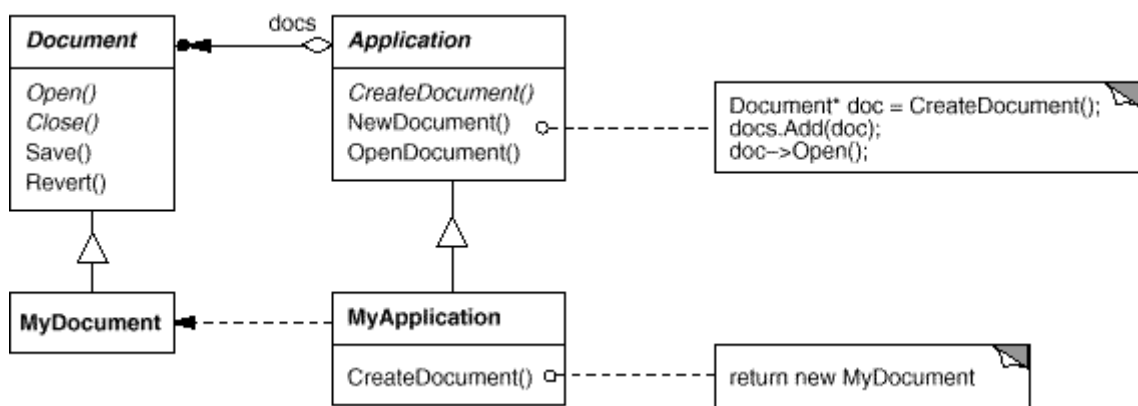 docs
Document
Open()
Close()
Save()
Revert()
Application
CreateDocument()
NewDocument()
OpenDocument()
Document* doc = CreateDocument();
docs.Add(doc);
doc->Open();
MyDocument
MyApplication
CreateDocument()
return new MyDocument